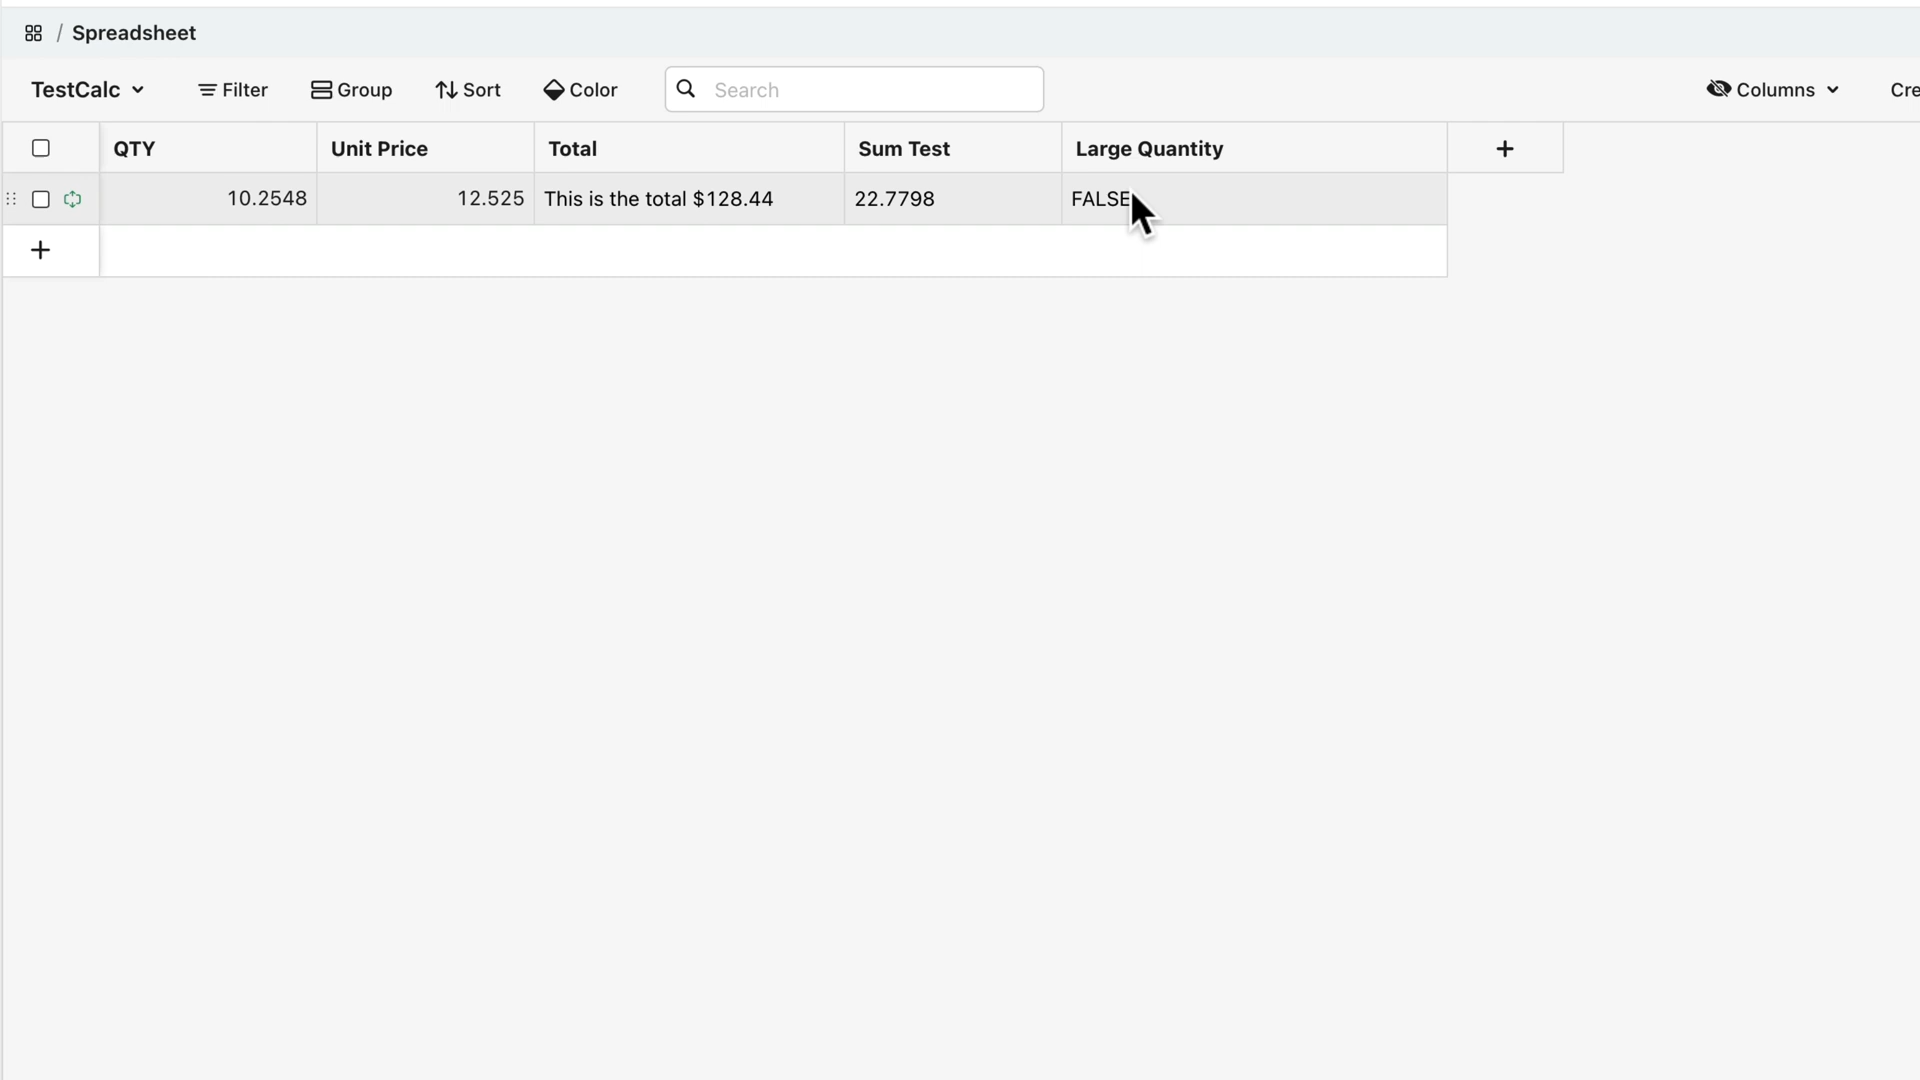 / Spreadsheet
TestCalc Filter Group Sort Color Search Columns Cre
QTY Unit Price Total Sum Test Large Quantity +
10.2548 12.525 This is the total $128.44 22.7798 FALSE
+